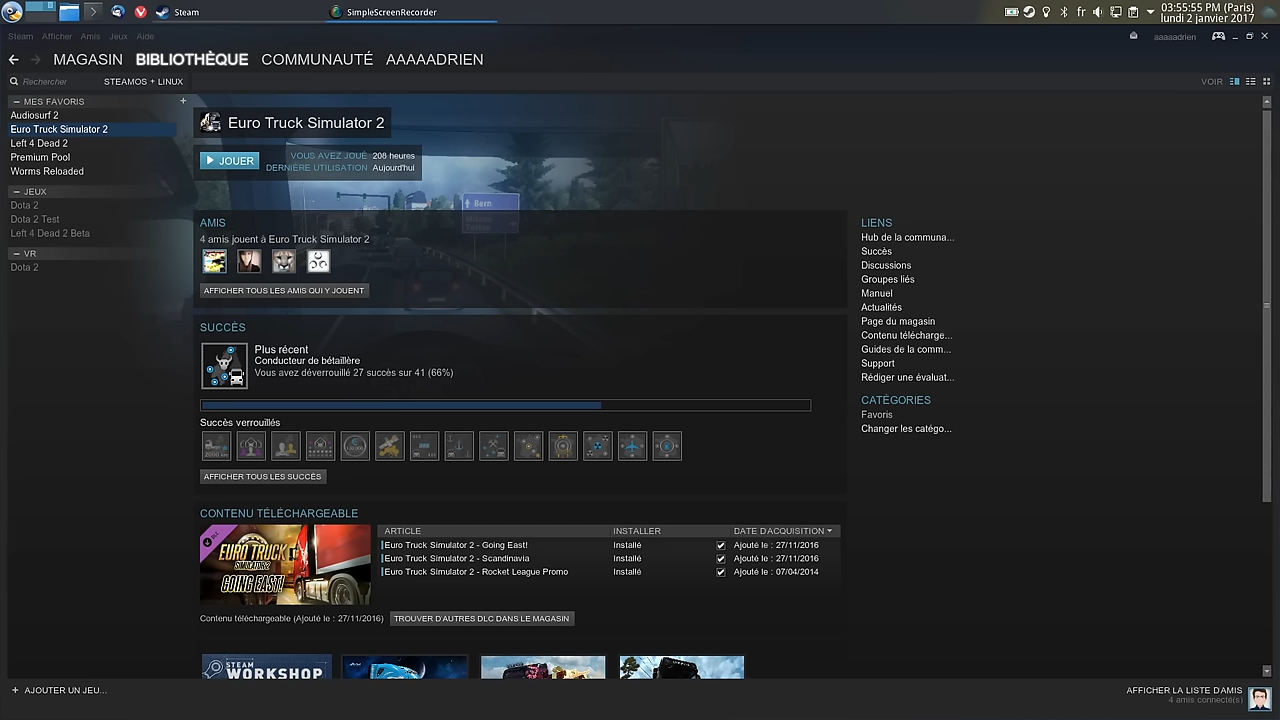 Steam
SimpleScreenRecorder
fr
03:55:55 PM (Paris)
lundi 2 janvier 2017
Steam Afficher Amis Jeux Aide
aaaaadrien
MAGASIN BIBLIOTHÈQUE COMMUNAUTÉ AAAAADRIEN
Rechercher STEAMOS + LINUX
VOIR
— MES FAVORIS +
Audiosurf 2
Euro Truck Simulator 2
Left 4 Dead 2
Premium Pool
Worms Reloaded
— JEUX
Dota 2
Dota 2 Test
Left 4 Dead 2 Beta
— VR
Dota 2
Euro Truck Simulator 2
JOUER
VOUS AVEZ JOUÉ 208 heures
DERNIÈRE UTILISATION Aujourd'hui
Bern
Milano
Torino
AMIS
4 amis jouent à Euro Truck Simulator 2
AFFICHER TOUS LES AMIS QUI Y JOUENT
SUCCÈS
Plus récent
Conducteur de bétaillère
Vous avez déverrouillé 27 succès sur 41 (66%)
Succès verrouillés
AFFICHER TOUS LES SUCCÈS
CONTENU TÉLÉCHARGEABLE
DLC
EURO TRUCK
SIMULATOR 2
GOING EAST!
ARTICLE INSTALLER DATE D'ACQUISITION
Euro Truck Simulator 2 - Going East! Installé Ajouté le : 27/11/2016
Euro Truck Simulator 2 - Scandinavia Installé Ajouté le : 27/11/2016
Euro Truck Simulator 2 - Rocket League Promo Installé Ajouté le : 07/04/2014
Contenu téléchargeable (Ajouté le : 27/11/2016)
TROUVER D'AUTRES DLC DANS LE MAGASIN
STEAM
WORKSHOP
LIENS
Hub de la communa...
Succès
Discussions
Groupes liés
Manuel
Actualités
Page du magasin
Contenu télécharge...
Guides de la comm...
Support
Rédiger une évaluat...
CATÉGORIES
Favoris
Changer les catégo...
+ AJOUTER UN JEU...
AFFICHER LA LISTE D'AMIS
4 amis connecté(s)